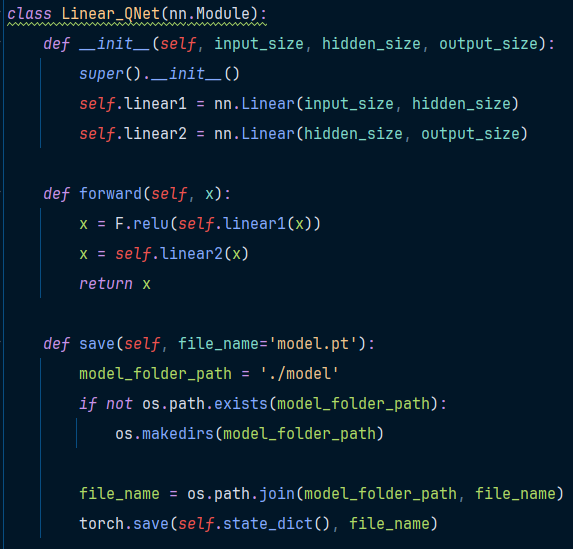 class Linear_QNet(nn.Module):
    def __init__(self, input_size, hidden_size, output_size):
        super().__init__()
        self.linear1 = nn.Linear(input_size, hidden_size)
        self.linear2 = nn.Linear(hidden_size, output_size)

    def forward(self, x):
        x = F.relu(self.linear1(x))
        x = self.linear2(x)
        return x

    def save(self, file_name='model.pt'):
        model_folder_path = './model'
        if not os.path.exists(model_folder_path):
            os.makedirs(model_folder_path)

        file_name = os.path.join(model_folder_path, file_name)
        torch.save(self.state_dict(), file_name)